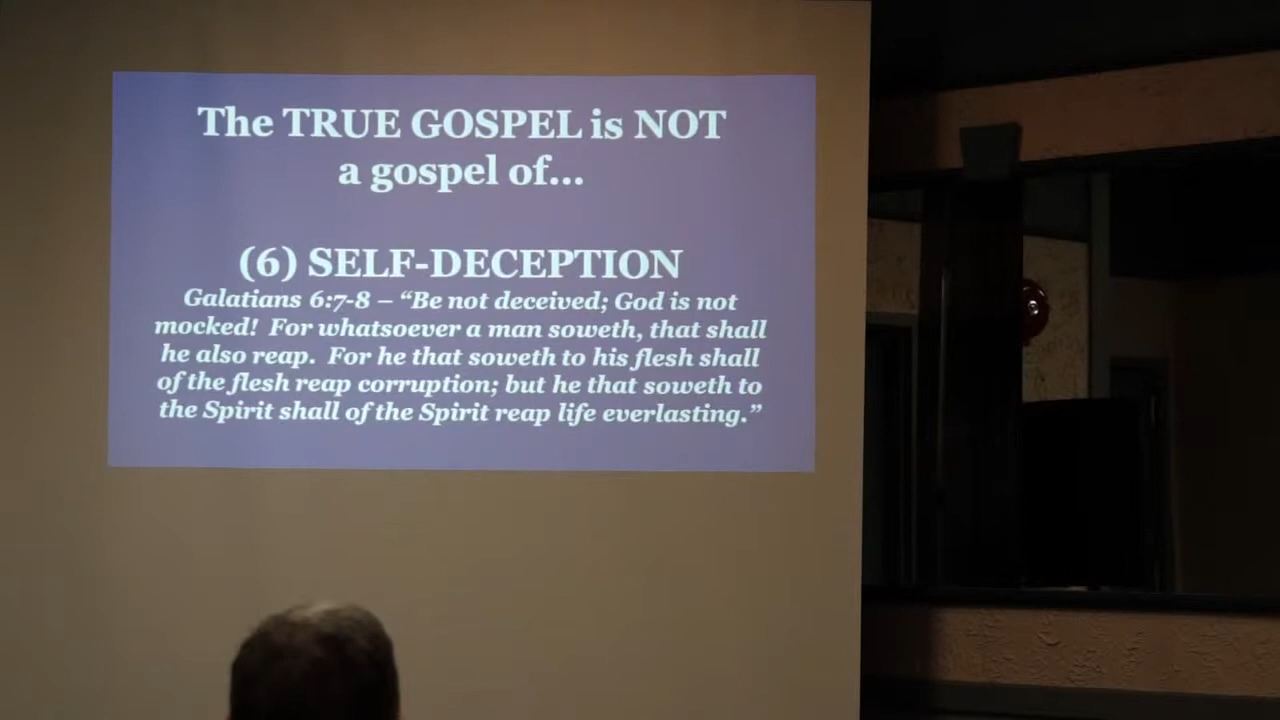 The TRUE GOSPEL is NOT
a gospel of...
(6) SELF-DECEPTION
Galatians 6:7-8 – “Be not deceived; God is not
mocked! For whatsoever a man soweth, that shall
he also reap. For he that soweth to his flesh shall
of the flesh reap corruption; but he that soweth to
the Spirit shall of the Spirit reap life everlasting.”